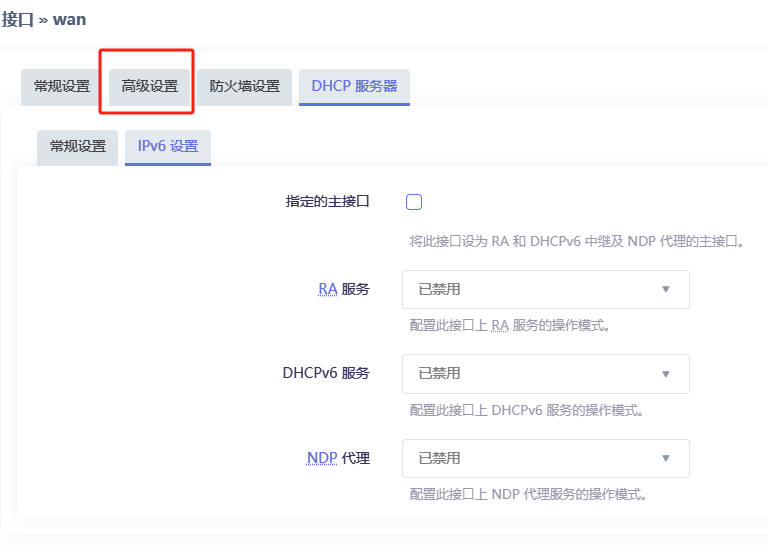 接口 » wan
常规设置 高级设置 防火墙设置 DHCP 服务器
常规设置 IPv6 设置
指定的主接口
将此接口设为 RA 和 DHCPv6 中继及 NDP 代理的主接口。
RA 服务 已禁用
配置此接口上 RA 服务的操作模式。
DHCPv6 服务 已禁用
配置此接口上 DHCPv6 服务的操作模式。
NDP 代理 已禁用
配置此接口上 NDP 代理服务的操作模式。